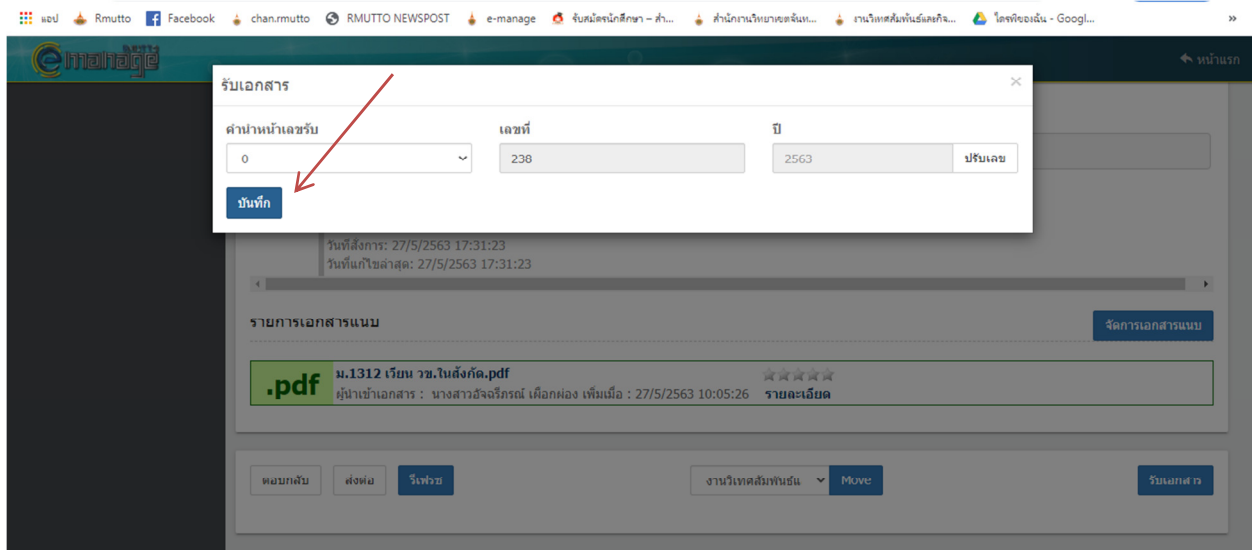 แอป Rmutto Facebook chan.rmutto RMUTTO NEWSPOST e-manage รับสมัครนักศึกษา – สำ... สำนักงานวิทยาเขตจันท... งานวิเทศสัมพันธ์และกิจ... ไดรฟ์ของฉัน - Googl... »
emanage หน้าแรก
รับเอกสาร ×
คำนำหน้าเลขรับ เลขที่ ปี
0 238 2563 ปรับเลข
บันทึก
วันที่สั่งการ: 27/5/2563 17:31:23
วันที่แก้ไขล่าสุด: 27/5/2563 17:31:23
รายการเอกสารแนบ จัดการเอกสารแนบ
.pdf ม.1312 เวียน วข.ในสังกัด.pdf
ผู้นำเข้าเอกสาร : นางสาวอัจฉรีภรณ์ เผือกผ่อง เพิ่มเมื่อ : 27/5/2563 10:05:26 รายละเอียด
ตอบกลับ ส่งต่อ รีเฟรช งานวิเทศสัมพันธ์แ Move รับเอกสาร